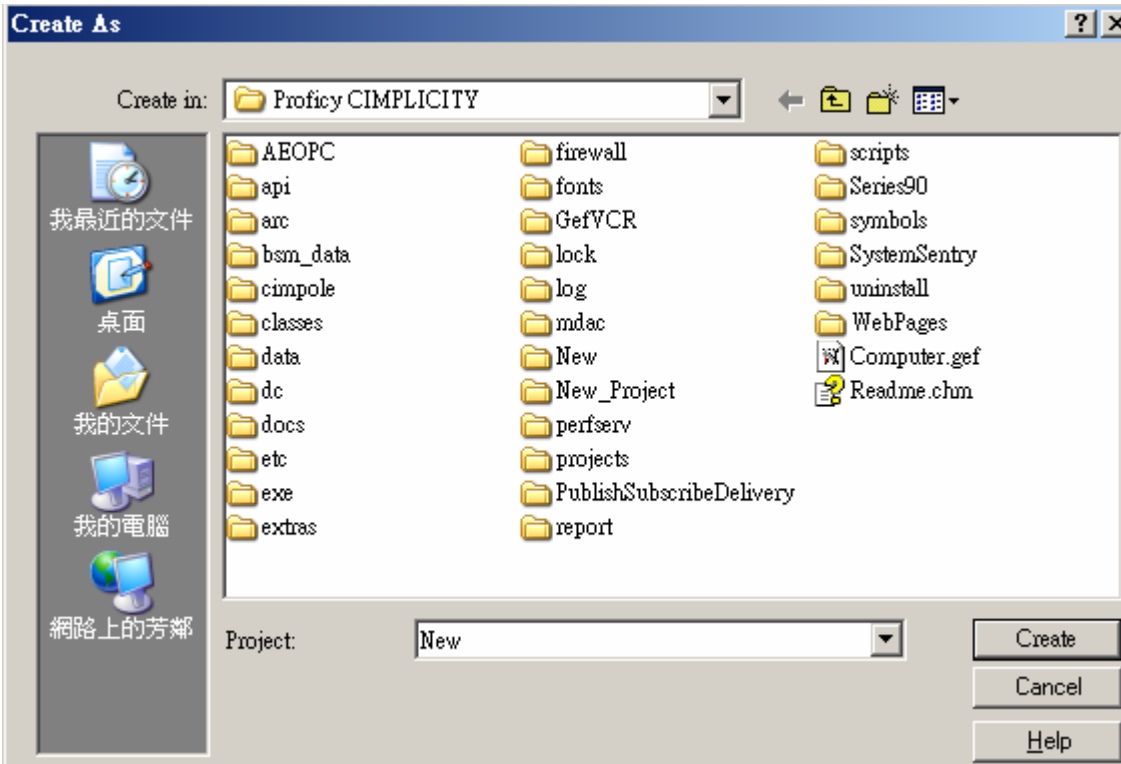 Create As
Create in:
Proficy CIMPLICITY
我最近的文件
桌面
我的文件
我的電腦
網路上的芳鄰
AEOPC
api
arc
bsm_data
cimpole
classes
data
dc
docs
etc
exe
extras
firewall
fonts
GefVCR
lock
log
mdac
New
New_Project
perfserv
projects
PublishSubscribeDelivery
report
scripts
Series90
symbols
SystemSentry
uninstall
WebPages
Computer.gef
Readme.chm
Project:
New
Create
Cancel
Help